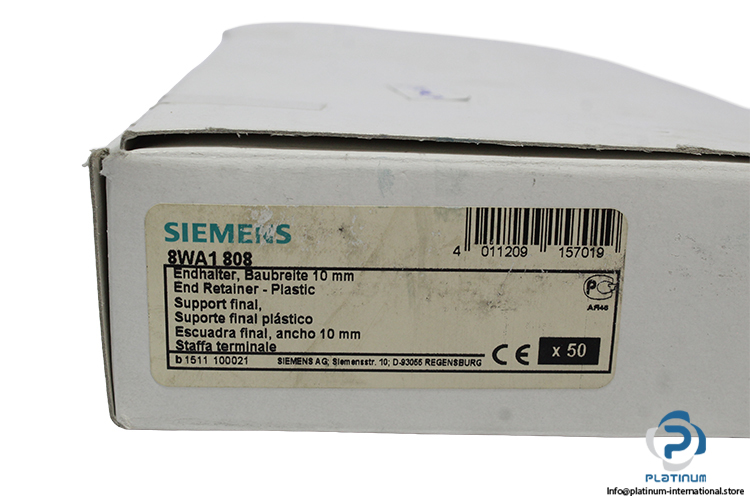 SIEMENS
8WA1 808
4 011209 157019
Endhalter, Baubreite 10 mm
End Retainer - Plastic
Support final,
Suporte final plástico
Escuadra final, ancho 10 mm
Staffa terminale
b 1511 100021 SIEMENS AG; Siemensstr. 10; D-93055 REGENSBURG
CE
x 50
PLATINUM
Info@platinum-international.store